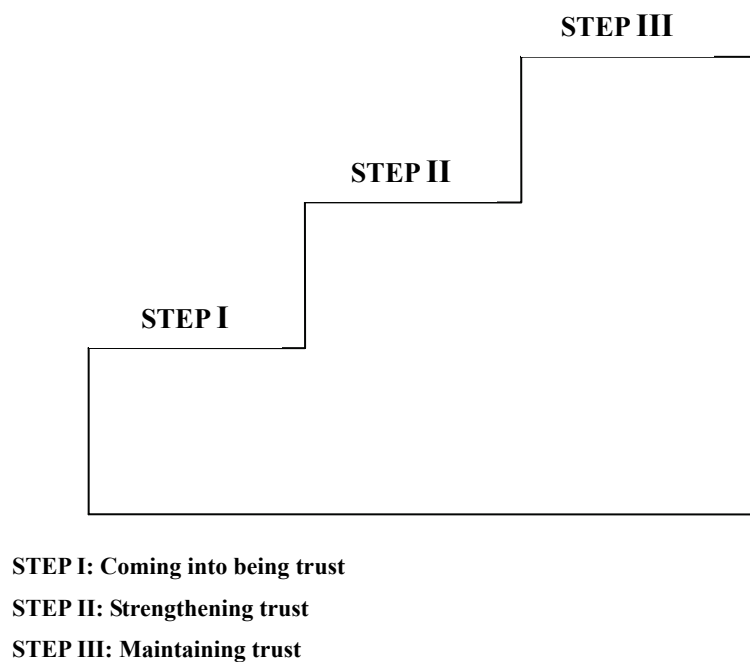 STEP III
STEP II
STEP I
STEP I: Coming into being trust
STEP II: Strengthening trust
STEP III: Maintaining trust